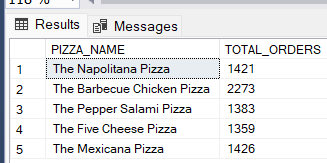 Results Messages
PIZZA_NAME TOTAL_ORDERS
1 The Napolitana Pizza 1421
2 The Barbecue Chicken Pizza 2273
3 The Pepper Salami Pizza 1383
4 The Five Cheese Pizza 1359
5 The Mexicana Pizza 1426